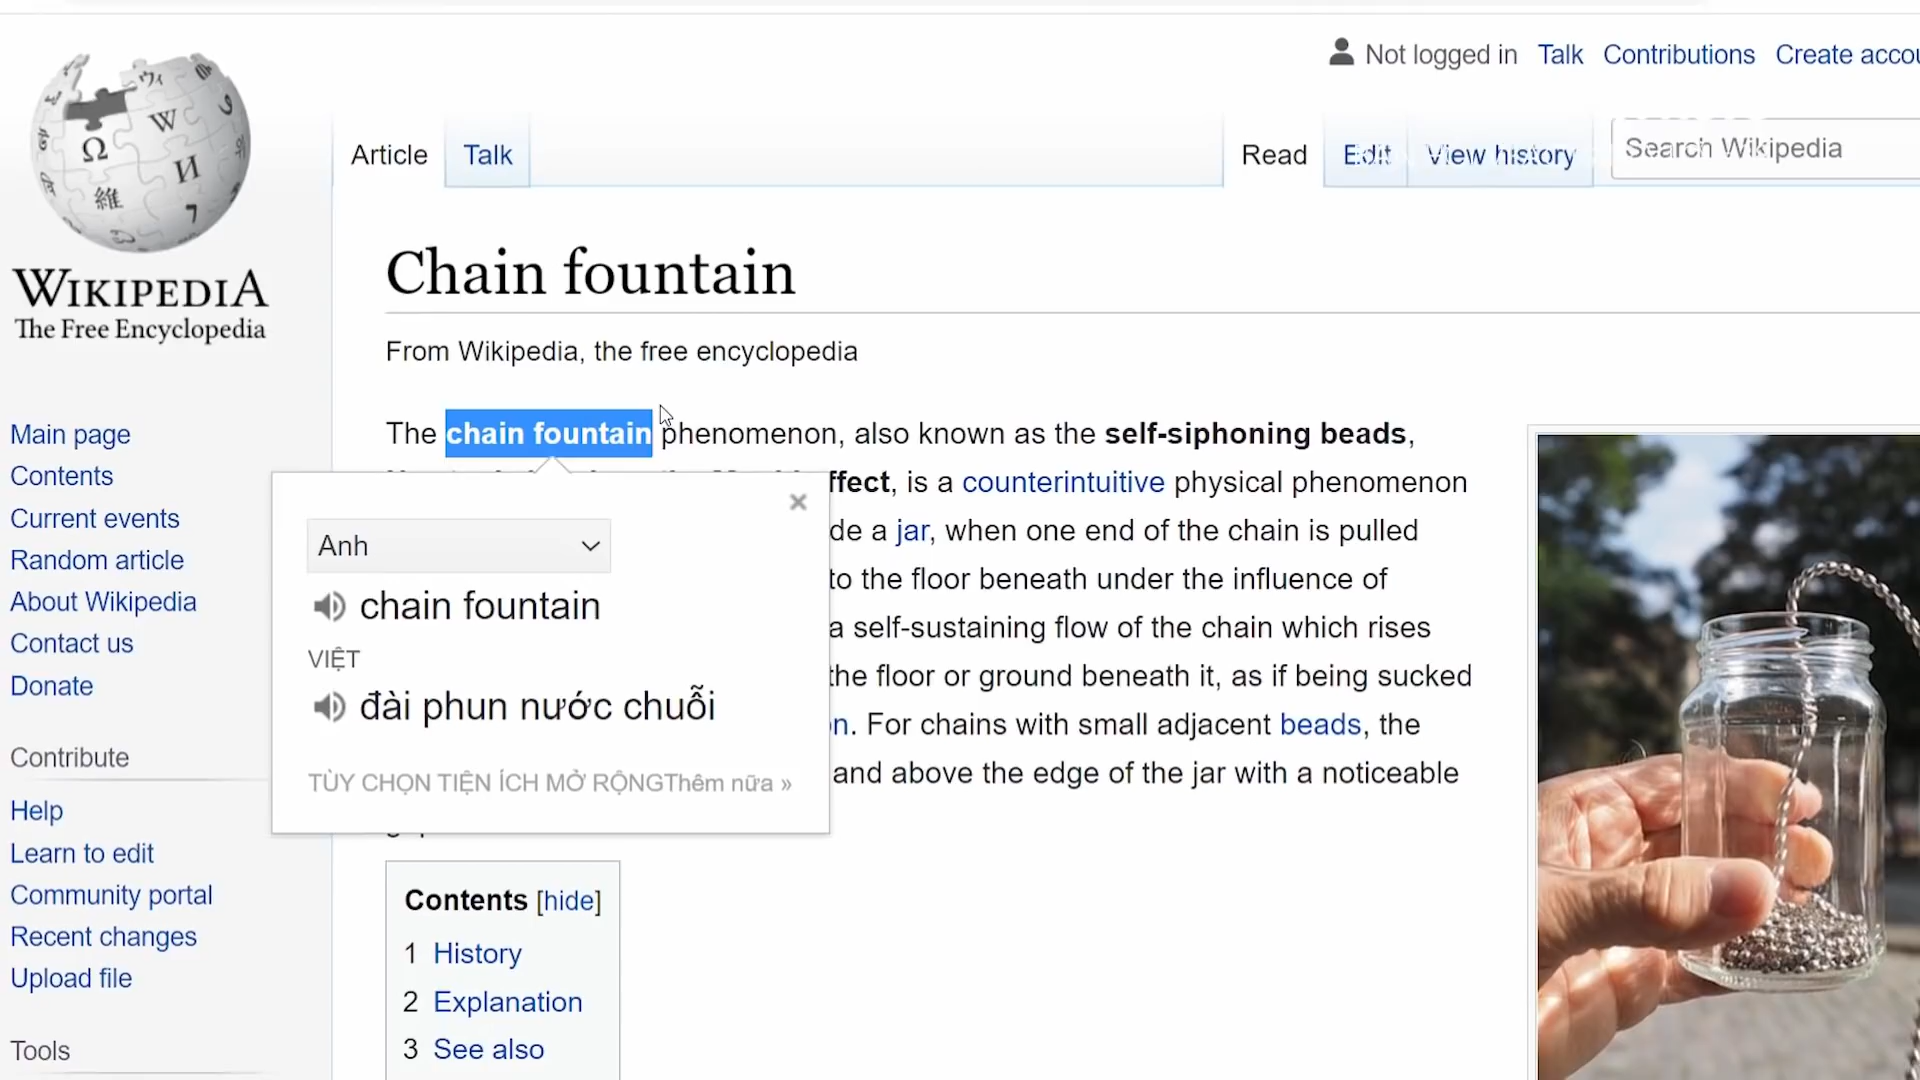 Not logged in Talk Contributions Create accou
Article Talk Read Edit View history Search Wikipedia
WIKIPEDIA
The Free Encyclopedia
Main page
Contents
Current events
Random article
About Wikipedia
Contact us
Donate
Contribute
Help
Learn to edit
Community portal
Recent changes
Upload file
Tools
Chain fountain
From Wikipedia, the free encyclopedia
The chain fountain phenomenon, also known as the self-siphoning beads,
ffect, is a counterintuitive physical phenomenon
de a jar, when one end of the chain is pulled
to the floor beneath under the influence of
a self-sustaining flow of the chain which rises
the floor or ground beneath it, as if being sucked
n. For chains with small adjacent beads, the
and above the edge of the jar with a noticeable
Anh
chain fountain
VIỆT
đài phun nước chuỗi
TÙY CHỌN TIỆN ÍCH MỞ RỘNGThêm nữa »
Contents [hide]
1 History
2 Explanation
3 See also